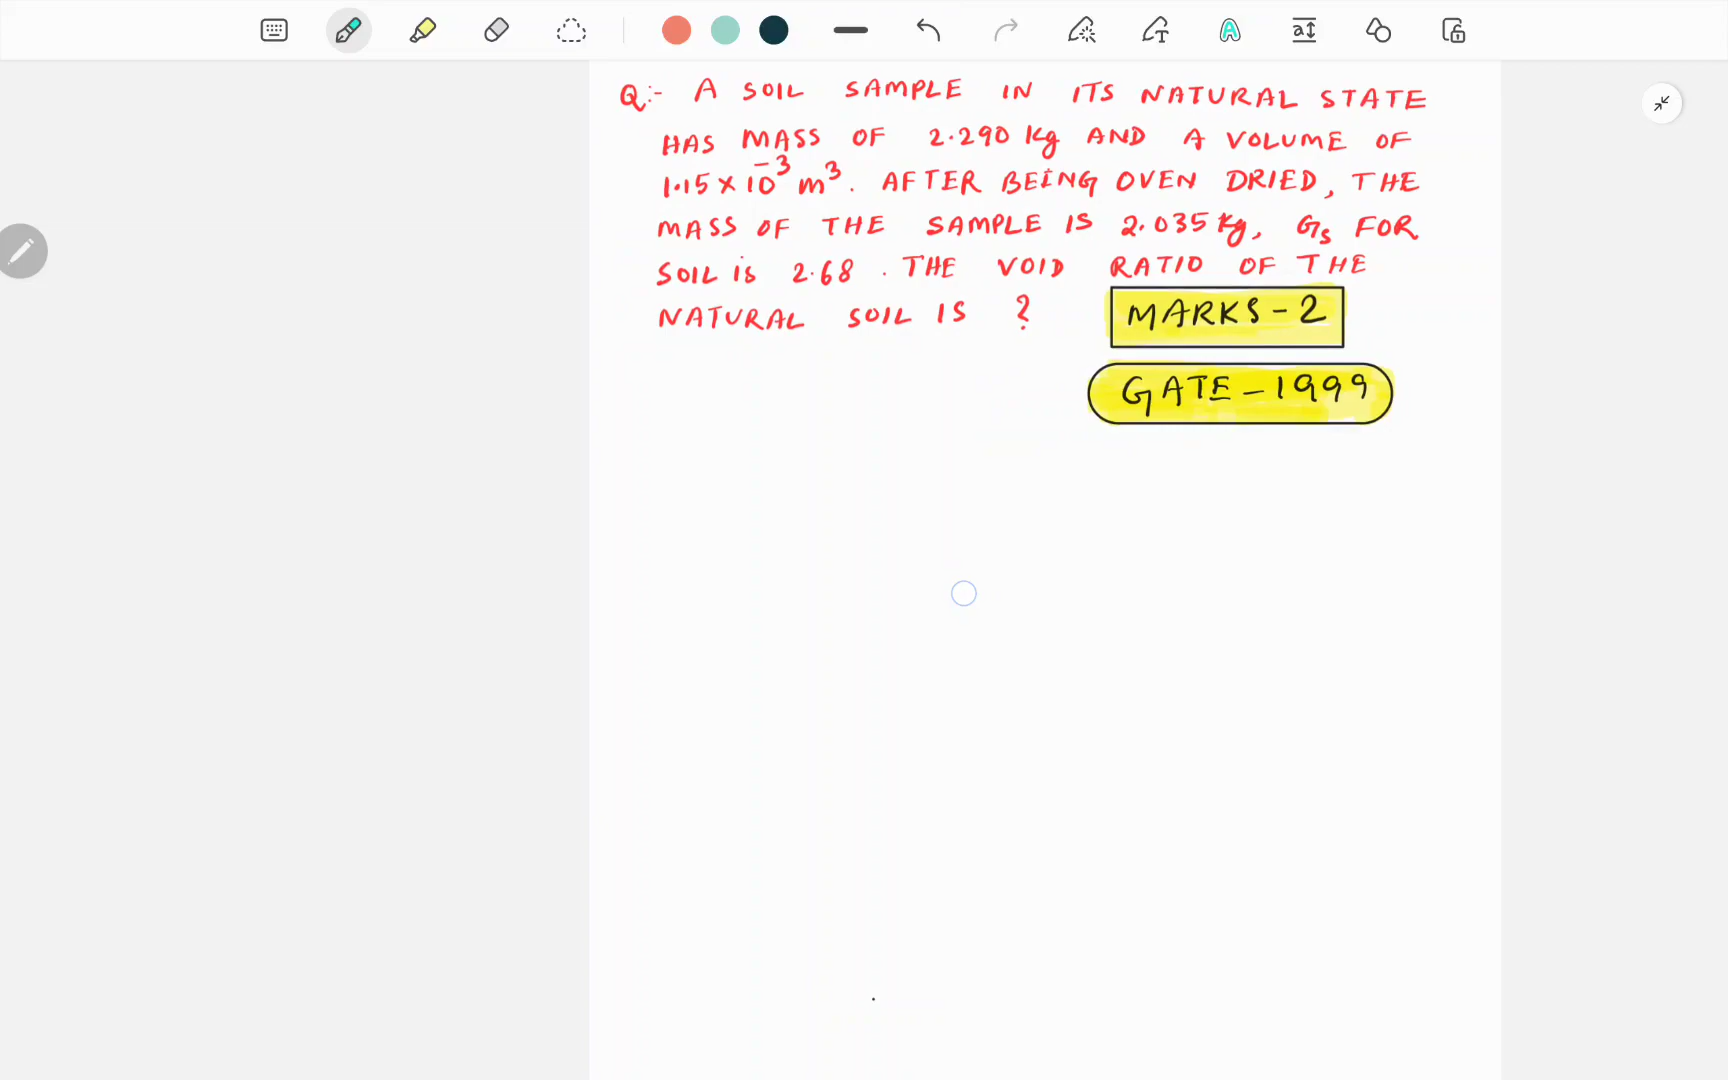 Q:- A SOIL SAMPLE IN ITS NATURAL STATE
HAS MASS OF 2.290 Kg AND A VOLUME OF
1.15 × 10⁻³ m³. AFTER BEING OVEN DRIED, THE
MASS OF THE SAMPLE IS 2.035 Kg, Gs FOR
SOIL IS 2.68 . THE VOID RATIO OF THE
NATURAL SOIL IS ?
MARKS - 2
GATE - 1999